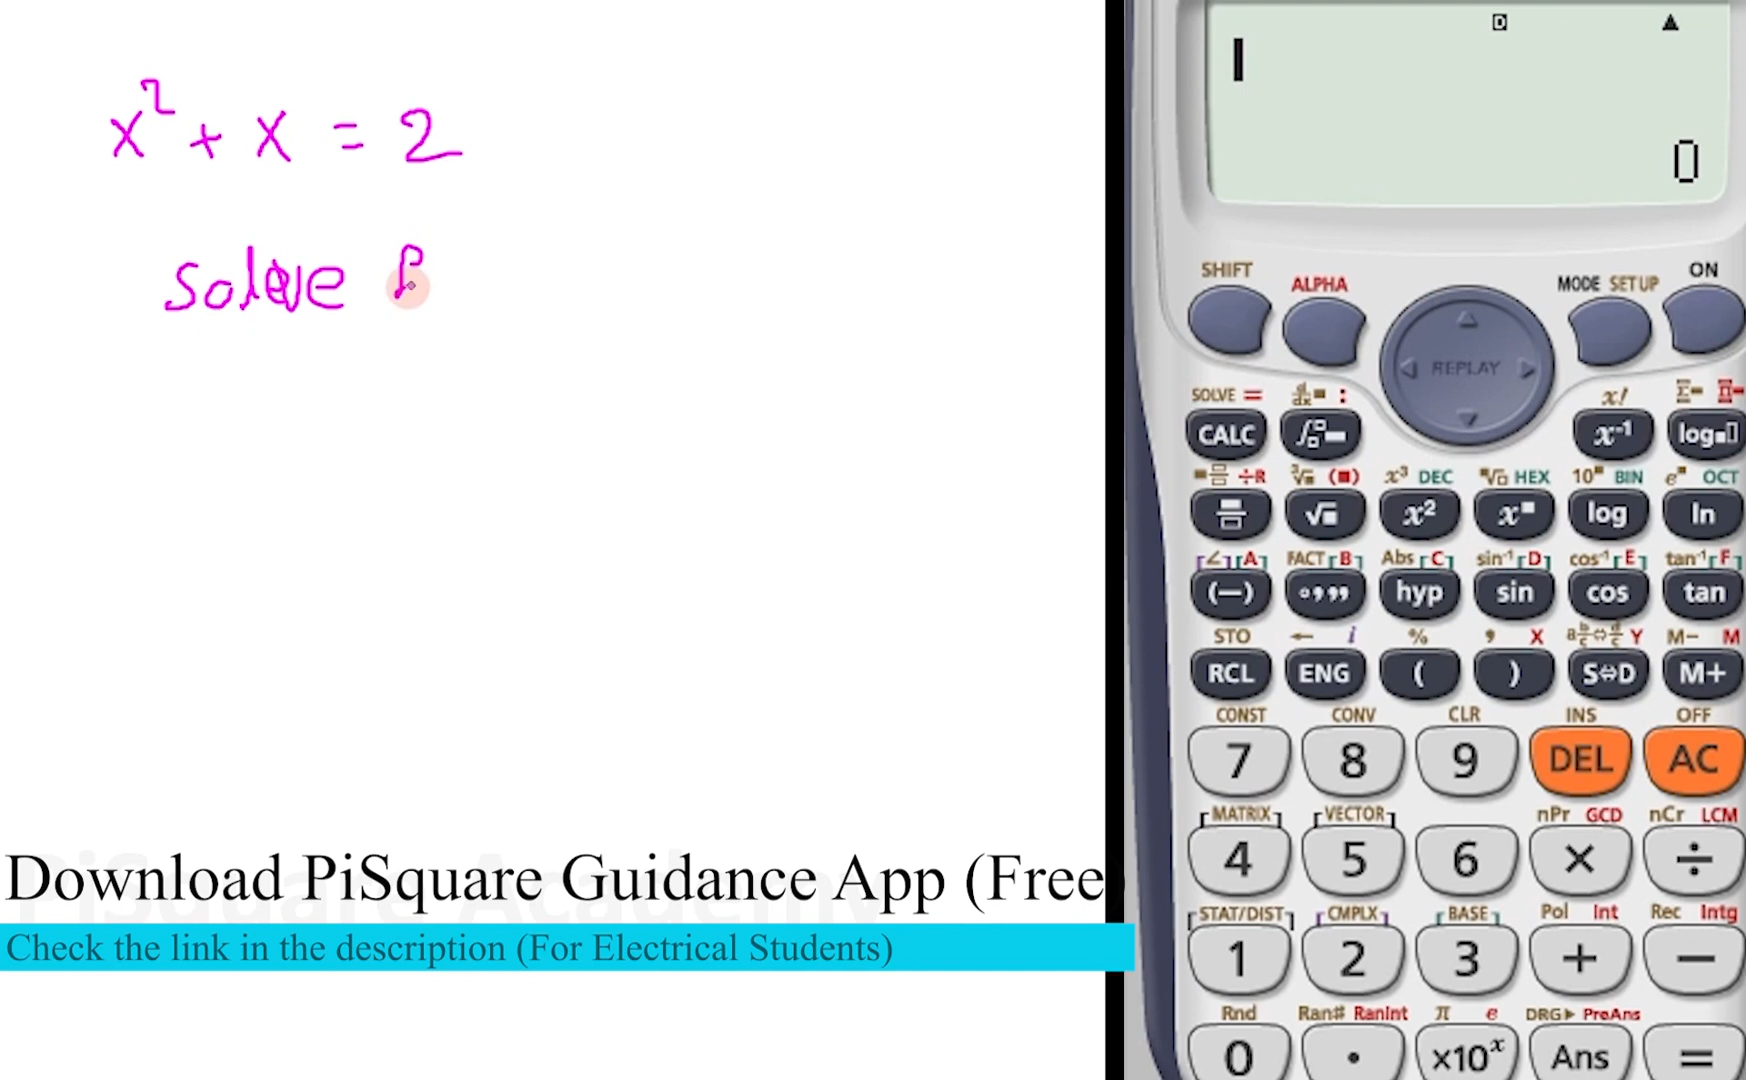 x² + x = 2
solve
SHIFT ALPHA MODE SETUP ON
REPLAY
SOLVE = d/dx : x! Σ Π
CALC ∫ x⁻¹ log
÷R ³√ x³ DEC √ HEX 10 BIN e OCT
√ x² x log ln
∠ A FACT B Abs C sin⁻¹ D cos⁻¹ E tan⁻¹ F
(−) °,,, hyp sin cos tan
STO ← i % , X a b/c⇔d/c Y M− M
RCL ENG ( ) S⇔D M+
CONST CONV CLR INS OFF
7 8 9 DEL AC
MATRIX VECTOR nPr GCD nCr LCM
4 5 6 × ÷
STAT/DIST CMPLX BASE Pol Int Rec Intg
1 2 3 + −
Rnd Ran# RanInt π e DRG▶ PreAns
0 . ×10ˣ Ans =
Download PiSquare Guidance App (Free
Check the link in the description (For Electrical Students)